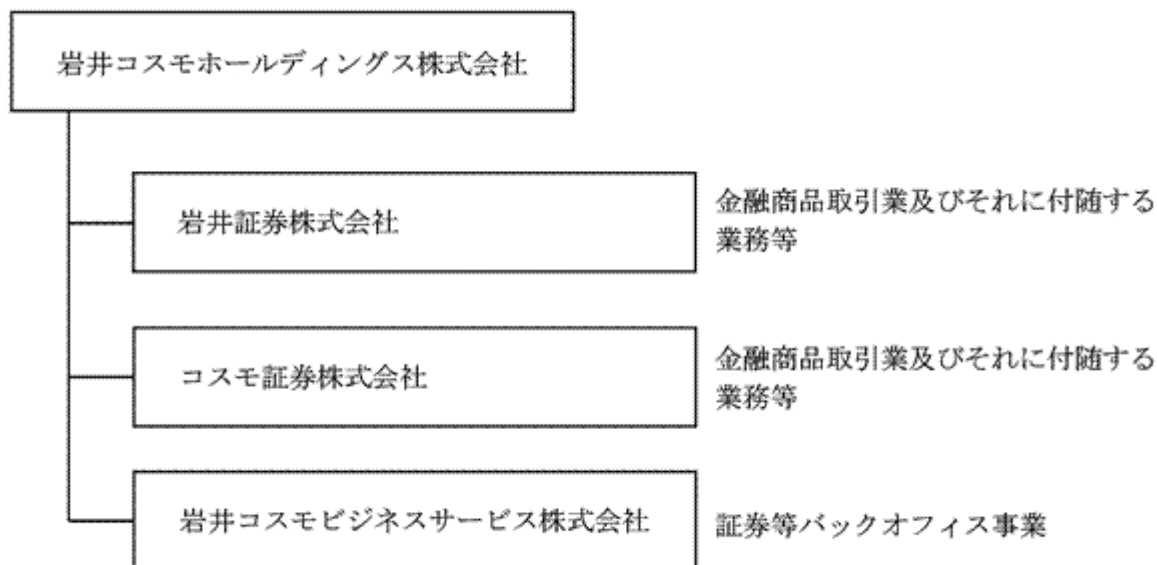 岩井コスモホールディングス株式会社
岩井証券株式会社
金融商品取引業及びそれに付随する
業務等
コスモ証券株式会社
金融商品取引業及びそれに付随する
業務等
岩井コスモビジネスサービス株式会社
証券等バックオフィス事業